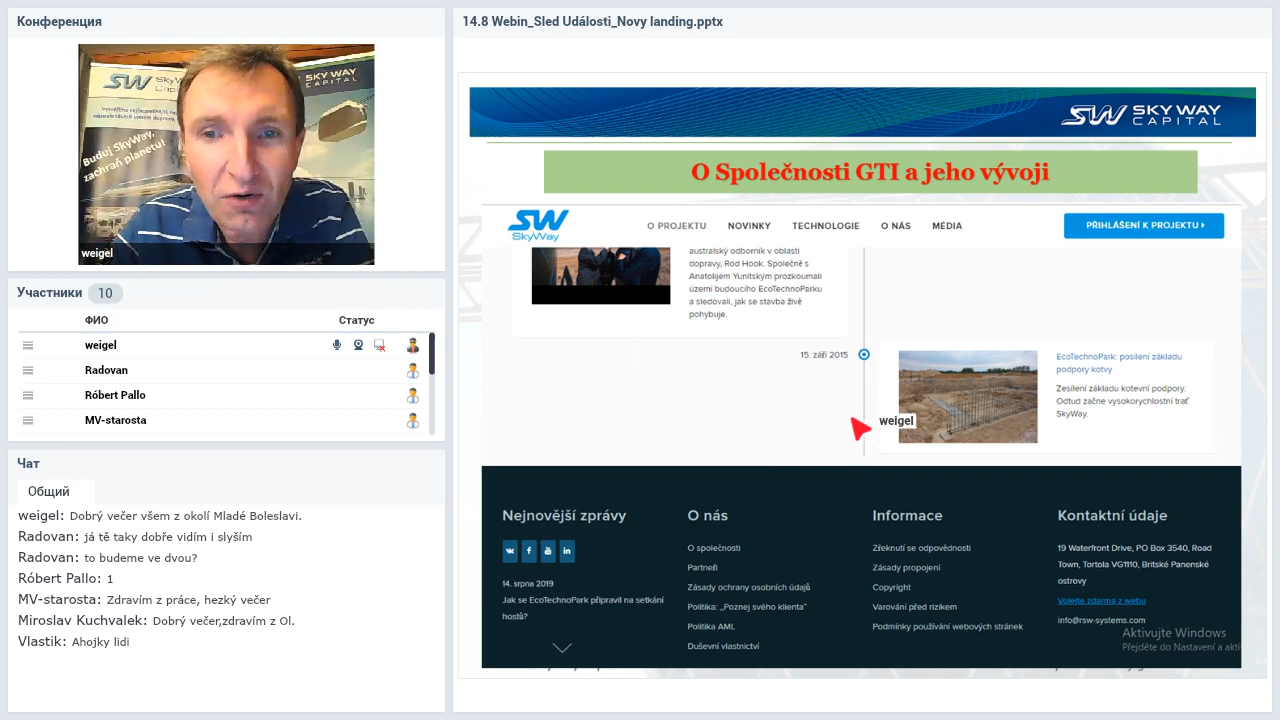 Конференция
SKY WAY
CAPITAL
Buduj SkyWay,
zachraň planetu!
weigel
Участники 10
ФИО Статус
weigel
Radovan
Róbert Pallo
MV-starosta
Чат
Общий
weigel: Dobrý večer všem z okolí Mladé Boleslavi.
Radovan: já tě taky dobře vidím i slyším
Radovan: to budeme ve dvou?
Róbert Pallo: 1
MV-starosta: Zdravím z práce, hezký večer
Miroslav Kuchvalek: Dobrý večer,zdravím z Ol.
Vlastik: Ahojky lidi
14.8 Webin_Sled Události_Novy landing.pptx
SW SKY WAY
CAPITAL
O Společnosti GTI a jeho vývoji
SW
SkyWay
O PROJEKTU NOVINKY TECHNOLOGIE O NÁS MÉDIA PŘIHLÁŠENÍ K PROJEKTU
australský odborník v oblasti
dopravy, Rod Hook. Společně s
Anatolijem Yunitským prozkoumali
území budoucího EcoTechnoParku
a sledovali, jak se stavba živě
pohybuje.
15. září 2015
EcoTechnoPark: posílení základu
podpory kotvy
Zesílení základu kotevní podpory.
Odtud začne vysokorychlostní trať
SkyWay.
weigel
Nejnovější zprávy
14. srpna 2019
Jak se EcoTechnoPark připravil na setkání
hostů?
O nás
O společnosti
Partneři
Zásady ochrany osobních údajů
Politika: „Poznej svého klienta"
Politika AML
Duševní vlastnictví
Informace
Zřeknutí se odpovědnosti
Zásady propojení
Copyright
Varování před rizikem
Podmínky používání webových stránek
Kontaktní údaje
19 Waterfront Drive, PO Box 3540, Road
Town, Tortola VG1110, Britské Panenské
ostrovy
Volejte zdarma z webu
info@rsw-systems.com
Aktivujte Windows
Přejděte do Nastavení a akti